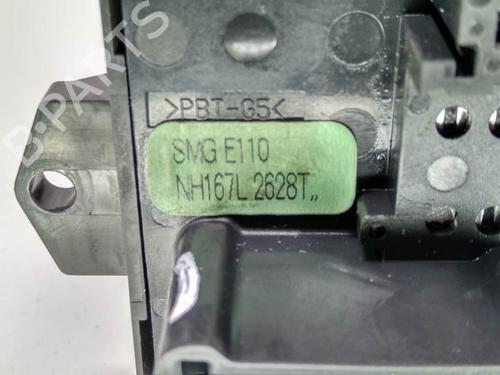 B-PARTS
>PBT-G5<
SMG E110
NH167L 2628T,,